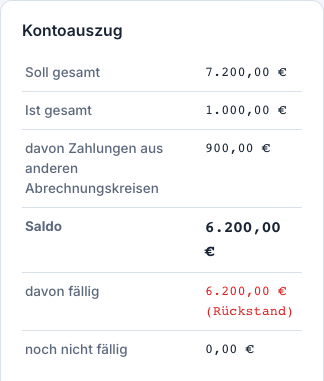 Kontoauszug
Soll gesamt 7.200,00 €
Ist gesamt 1.000,00 €
davon Zahlungen aus 900,00 €
anderen
Abrechnungskreisen
Saldo 6.200,00
€
davon fällig 6.200,00 €
(Rückstand)
noch nicht fällig 0,00 €